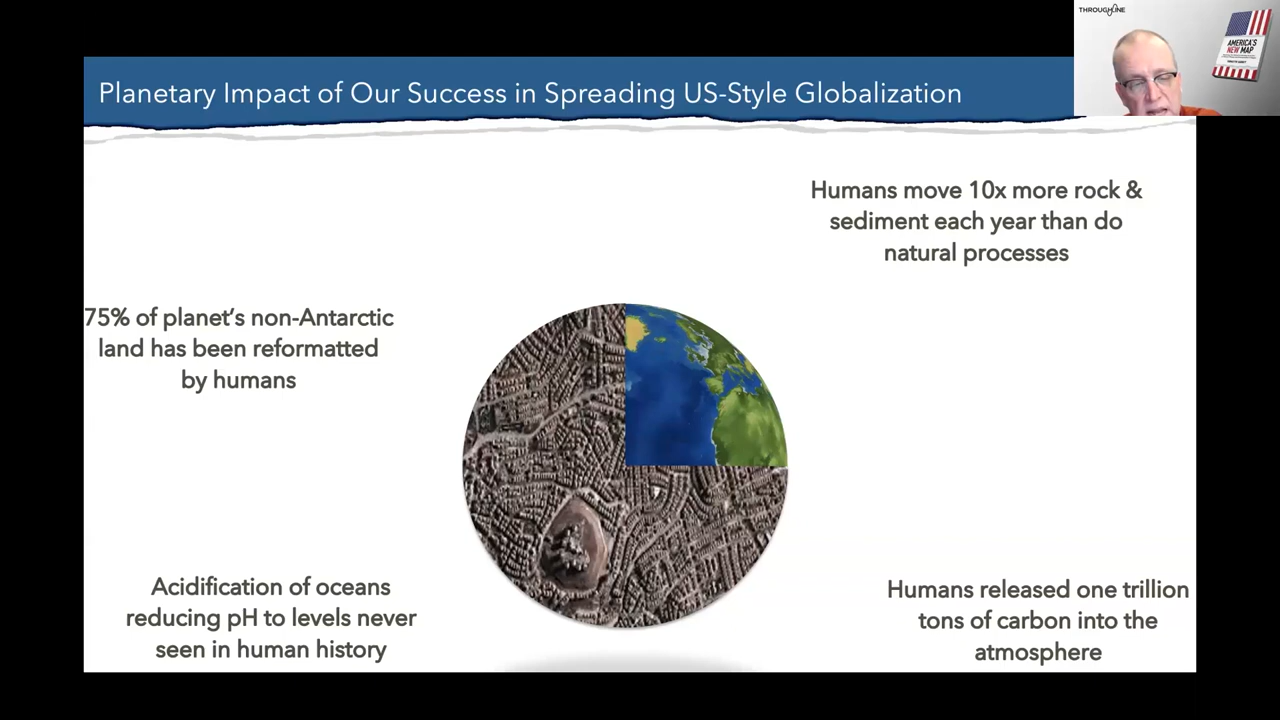 THROUGHLINE
AMERICA'S
NEW MAP
Planetary Impact of Our Success in Spreading US-Style Globalization
Humans move 10x more rock &
sediment each year than do
natural processes
75% of planet's non-Antarctic
land has been reformatted
by humans
Acidification of oceans
reducing pH to levels never
seen in human history
Humans released one trillion
tons of carbon into the
atmosphere